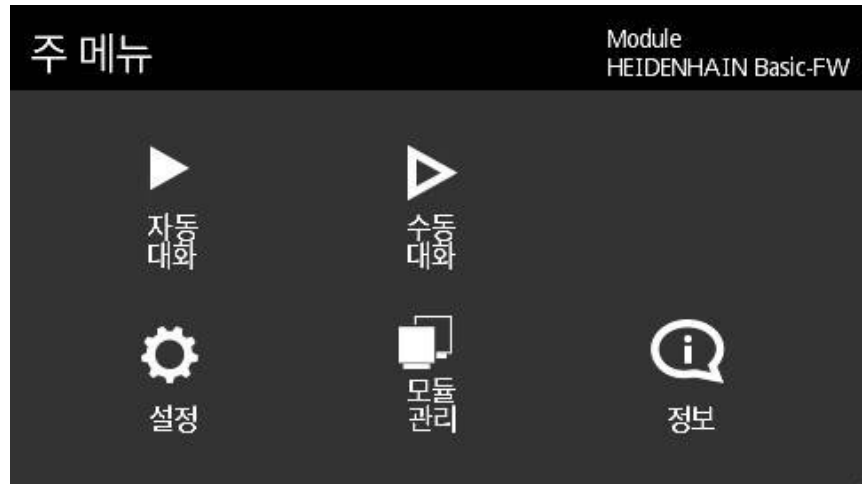 주 메뉴
Module
HEIDENHAIN Basic-FW
자동
대화
수동
대화
설정
모듈
관리
정보